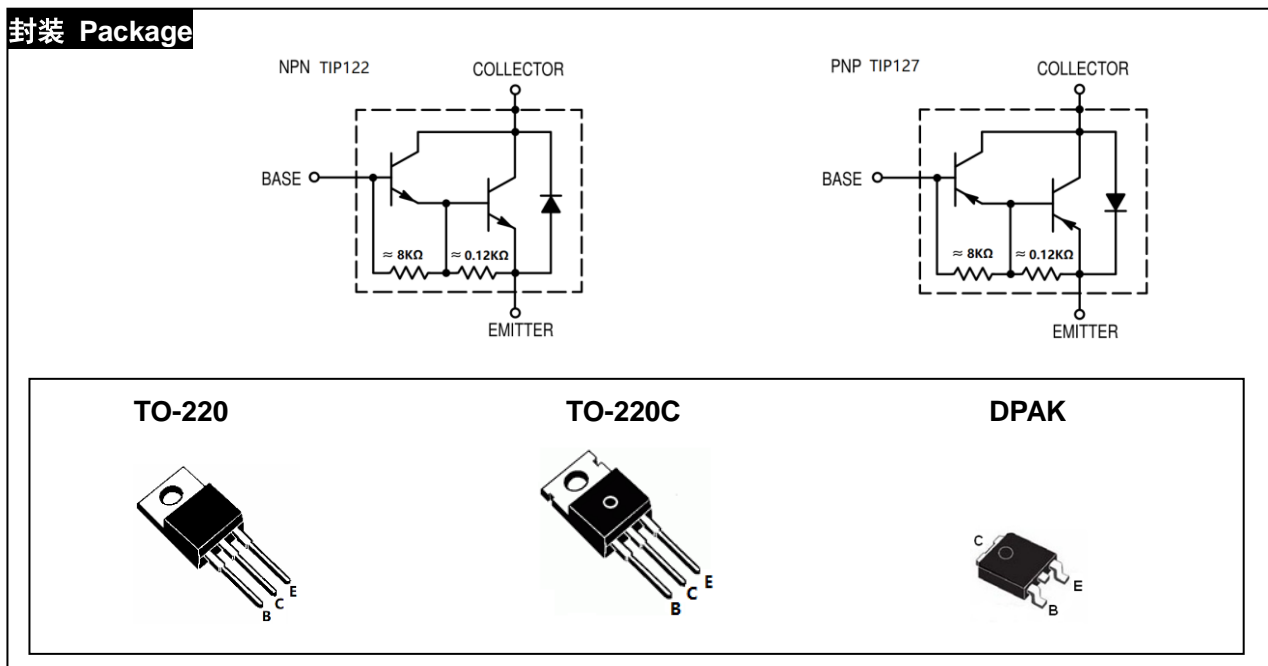 封装 Package
NPN TIP122
COLLECTOR
BASE
≈ 8KΩ
≈ 0.12KΩ
EMITTER
PNP TIP127
COLLECTOR
BASE
≈ 8KΩ
≈ 0.12KΩ
EMITTER
TO-220
TO-220C
DPAK
B
C
E
B
C
E
C
E
B